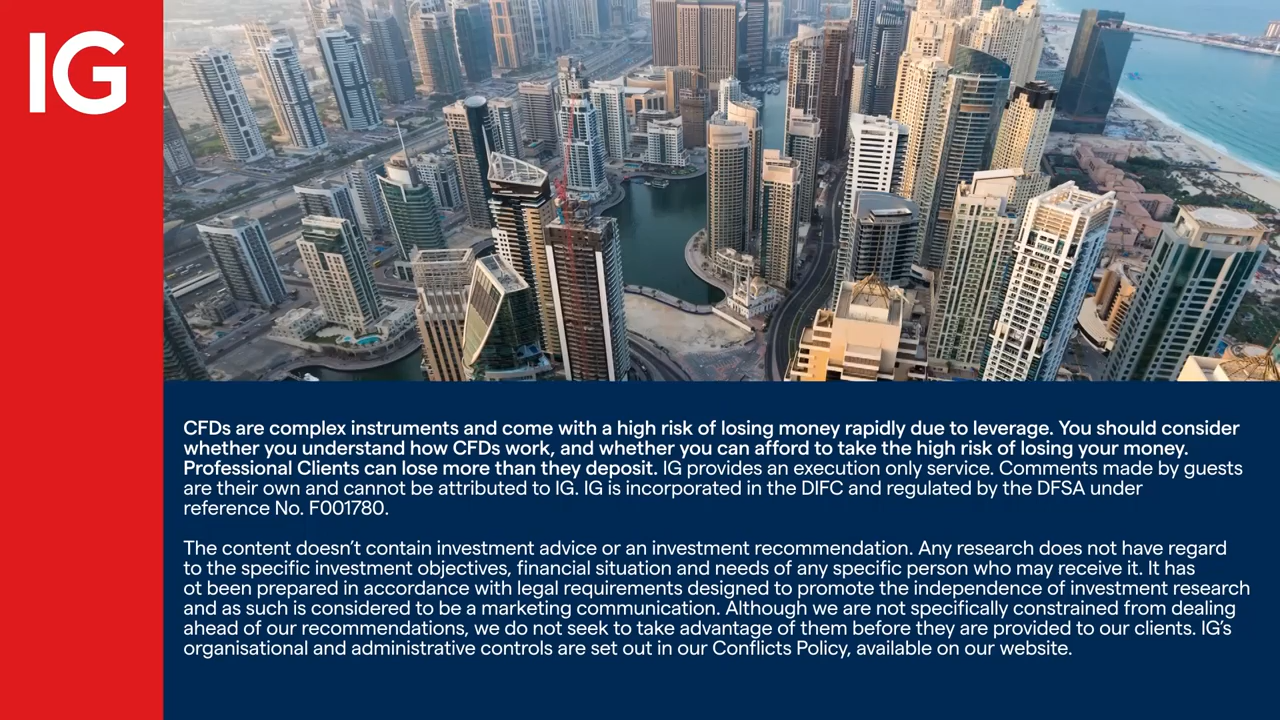 IG
CFDs are complex instruments and come with a high risk of losing money rapidly due to leverage. You should consider
whether you understand how CFDs work, and whether you can afford to take the high risk of losing your money.
Professional Clients can lose more than they deposit. IG provides an execution only service. Comments made by guests
are their own and cannot be attributed to IG. IG is incorporated in the DIFC and regulated by the DFSA under
reference No. F001780.
The content doesn’t contain investment advice or an investment recommendation. Any research does not have regard
to the specific investment objectives, financial situation and needs of any specific person who may receive it. It has
ot been prepared in accordance with legal requirements designed to promote the independence of investment research
and as such is considered to be a marketing communication. Although we are not specifically constrained from dealing
ahead of our recommendations, we do not seek to take advantage of them before they are provided to our clients. IG’s
organisational and administrative controls are set out in our Conflicts Policy, available on our website.